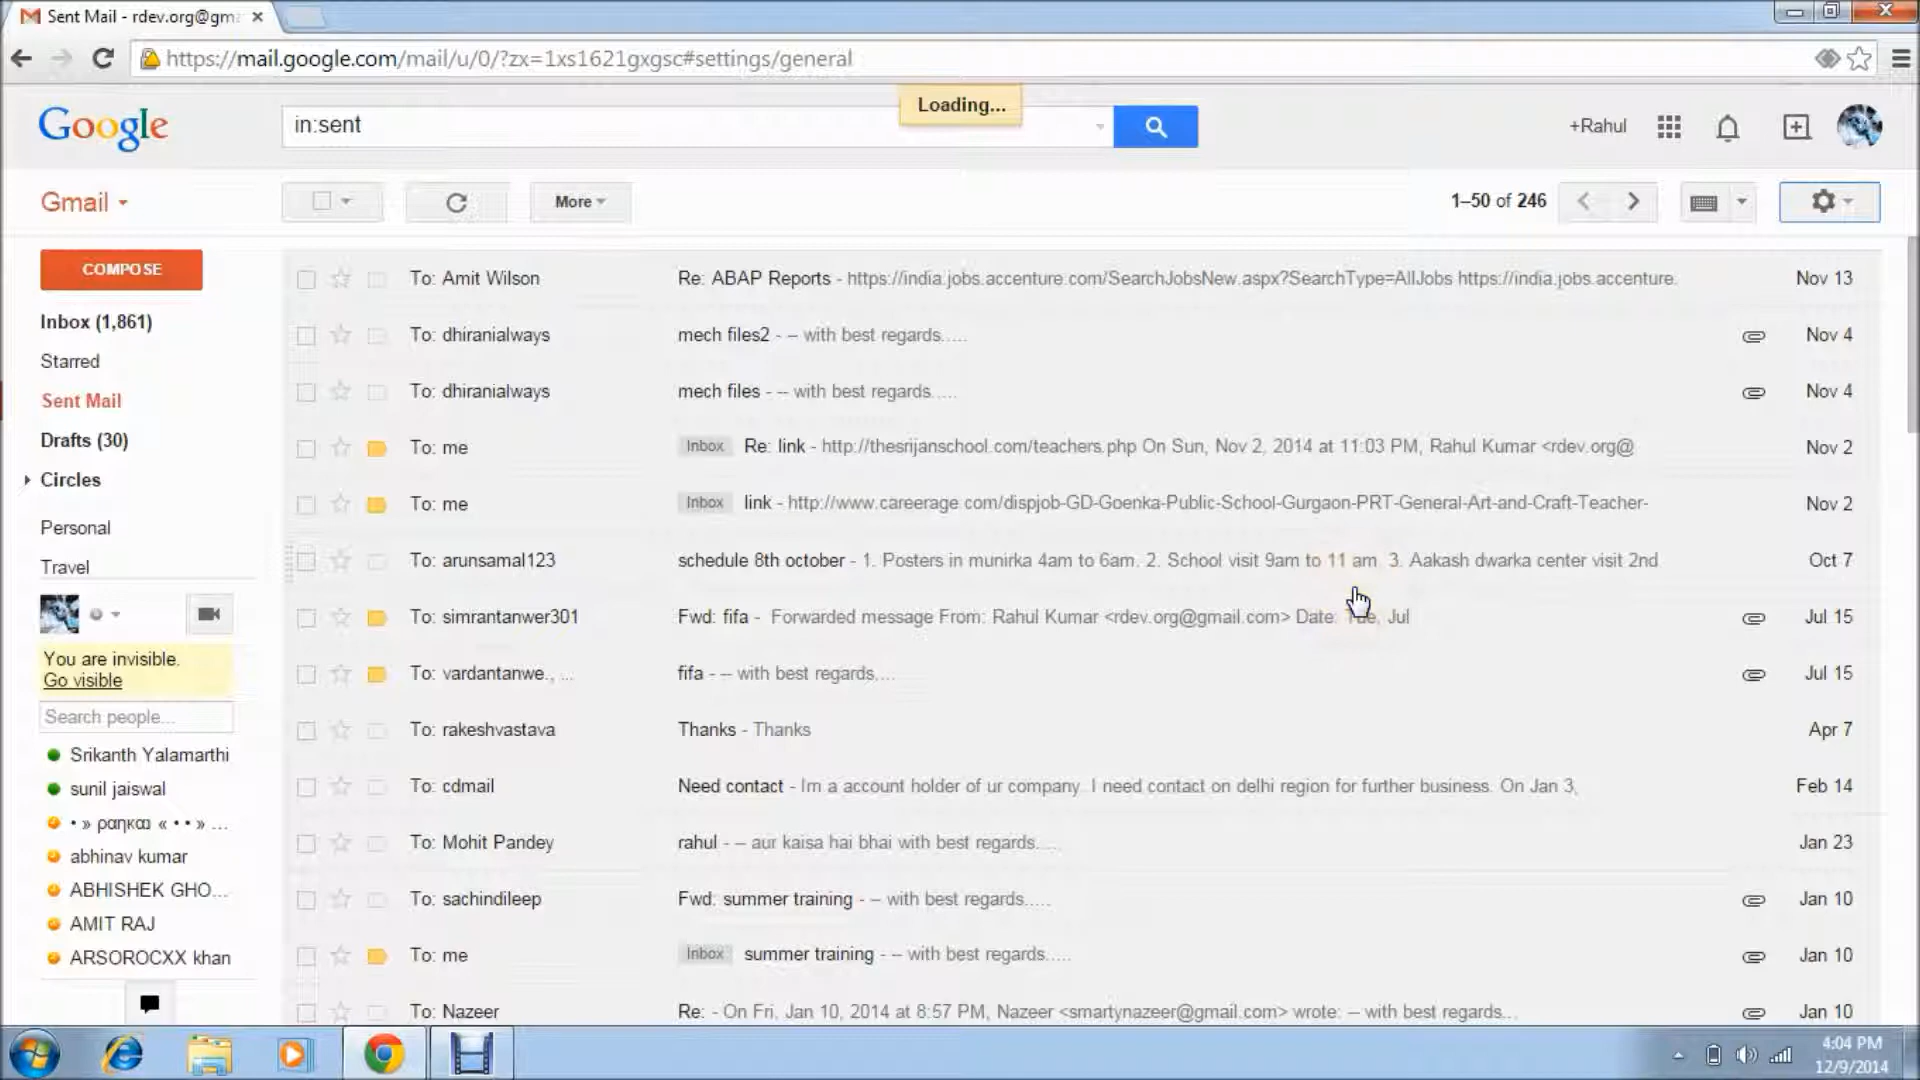 Sent Mail - rdev.org@gma
https://mail.google.com/mail/u/0/?zx=1xs1621gxgsc#settings/general
Loading...
Google
in:sent
+Rahul
Gmail
More
1–50 of 246
COMPOSE
Inbox (1,861)
Starred
Sent Mail
Drafts (30)
Circles
Personal
Travel
You are invisible.
Go visible
Search people...
Srikanth Yalamarthi
sunil jaiswal
abhinav kumar
ABHISHEK GHO...
AMIT RAJ
ARSOROCXX khan
To: Amit Wilson Re: ABAP Reports - https://india.jobs.accenture.com/SearchJobsNew.aspx?SearchType=AllJobs https://india.jobs.accenture. Nov 13
To: dhiranialways mech files2 - -- with best regards..... Nov 4
To: dhiranialways mech files - -- with best regards..... Nov 4
To: me Inbox Re: link - http://thesrijanschool.com/teachers.php On Sun, Nov 2, 2014 at 11:03 PM, Rahul Kumar <rdev.org@ Nov 2
To: me Inbox link - http://www.careerage.com/dispjob-GD-Goenka-Public-School-Gurgaon-PRT-General-Art-and-Craft-Teacher- Nov 2
To: arunsamal123 schedule 8th october - 1. Posters in munirka 4am to 6am. 2. School visit 9am to 11 am. 3. Aakash dwarka center visit 2nd Oct 7
To: simrantanwer301 Fwd: fifa - Forwarded message From: Rahul Kumar <rdev.org@gmail.com> Date: Tue, Jul Jul 15
To: vardantanwe., ... fifa - -- with best regards.... Jul 15
To: rakeshvastava Thanks - Thanks Apr 7
To: cdmail Need contact - Im a account holder of ur company. I need contact on delhi region for further business. On Jan 3, Feb 14
To: Mohit Pandey rahul - -- aur kaisa hai bhai with best regards..... Jan 23
To: sachindileep Fwd: summer training - -- with best regards..... Jan 10
To: me Inbox summer training - -- with best regards..... Jan 10
To: Nazeer Re: - On Fri, Jan 10, 2014 at 8:57 PM, Nazeer <smartynazeer@gmail.com> wrote: -- with best regards... Jan 10
4:04 PM
12/9/2014